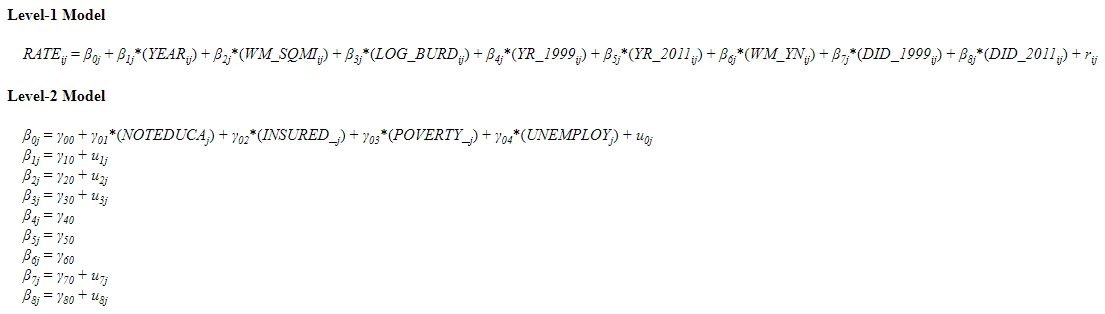 Level-1 Model
RATEij = β0j + β1j*(YEARij) + β2j*(WM_SQMIij) + β3j*(LOG_BURDij) + β4j*(YR_1999ij) + β5j*(YR_2011ij) + β6j*(WM_YNij) + β7j*(DID_1999ij) + β8j*(DID_2011ij) + rij
Level-2 Model
β0j = γ00 + γ01*(NOTEDUCAj) + γ02*(INSURED_j) + γ03*(POVERTY_j) + γ04*(UNEMPLOYj) + u0j
β1j = γ10 + u1j
β2j = γ20 + u2j
β3j = γ30 + u3j
β4j = γ40
β5j = γ50
β6j = γ60
β7j = γ70 + u7j
β8j = γ80 + u8j